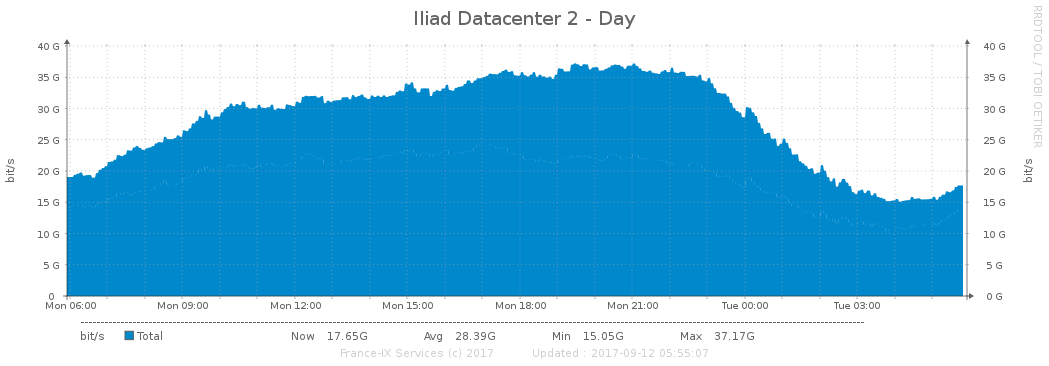 Iliad Datacenter 2 - Day
RRDTOOL / TOBI OETIKER
40 G 40 G
35 G 35 G
30 G 30 G
25 G 25 G
20 G 20 G
15 G 15 G
10 G 10 G
5 G 5 G
0 0 G
bit/s bit/s
Mon 06:00 Mon 09:00 Mon 12:00 Mon 15:00 Mon 18:00 Mon 21:00 Tue 00:00 Tue 03:00
bit/s Total Now 17.65G Avg 28.39G Min 15.05G Max 37.17G
France-IX Services (c) 2017 Updated : 2017-09-12 05:55:07